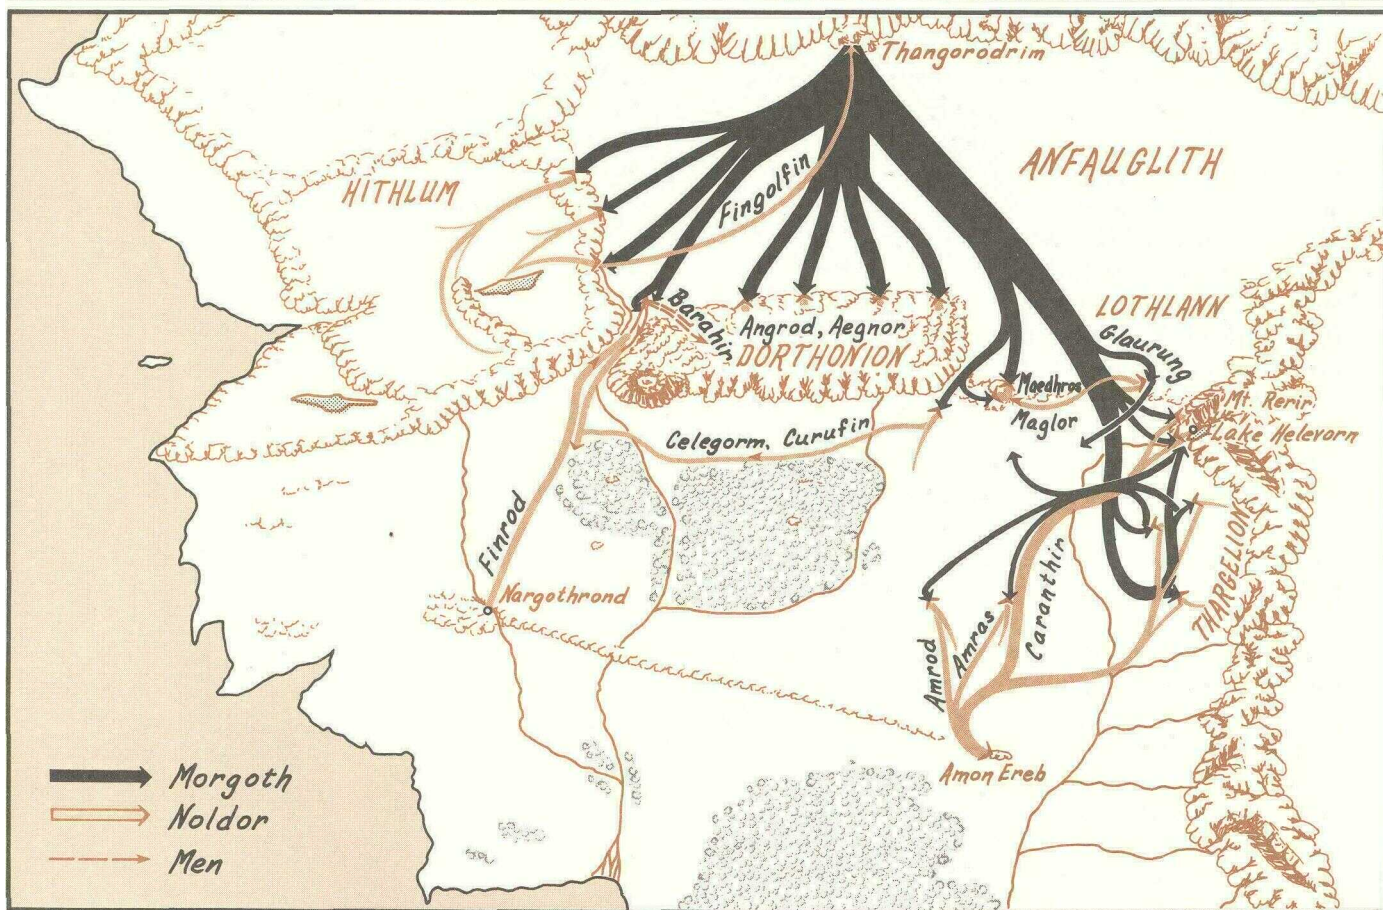 Thangorodrim
ANFAUGLITH
HITHLUM
Fingolfin
LOTHLANN
Barahir
Angrod, Aegnor
DORTHONION
Glaurung
Maedhros
Maglor
Mt. Rerir
Lake Helevorn
Celegorm, Curufin
Finrod
Nargothrond
Caranthir
THARGELION
Amrod
Amras
Amon Ereb
Morgoth
Noldor
Men